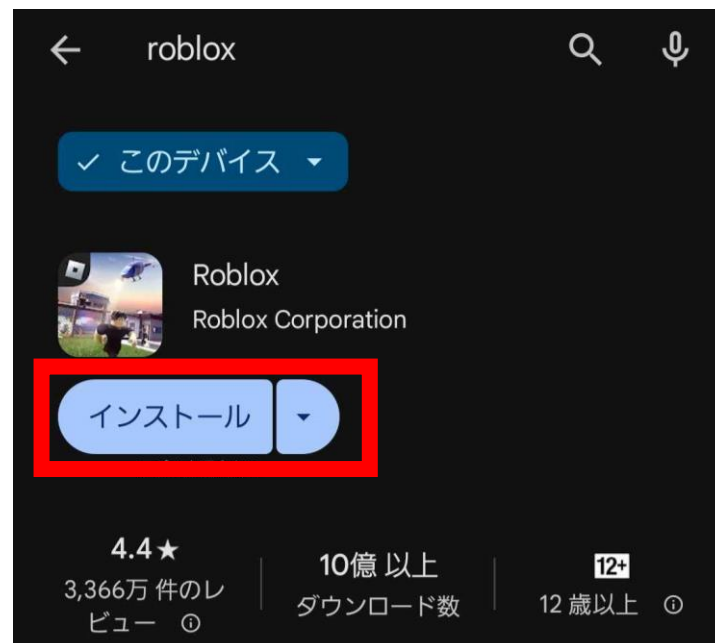 roblox
このデバイス
Roblox
Roblox Corporation
インストール
4.4★
3,366万 件のレ
ビュー
10億 以上
ダウンロード数
12+
12 歳以上